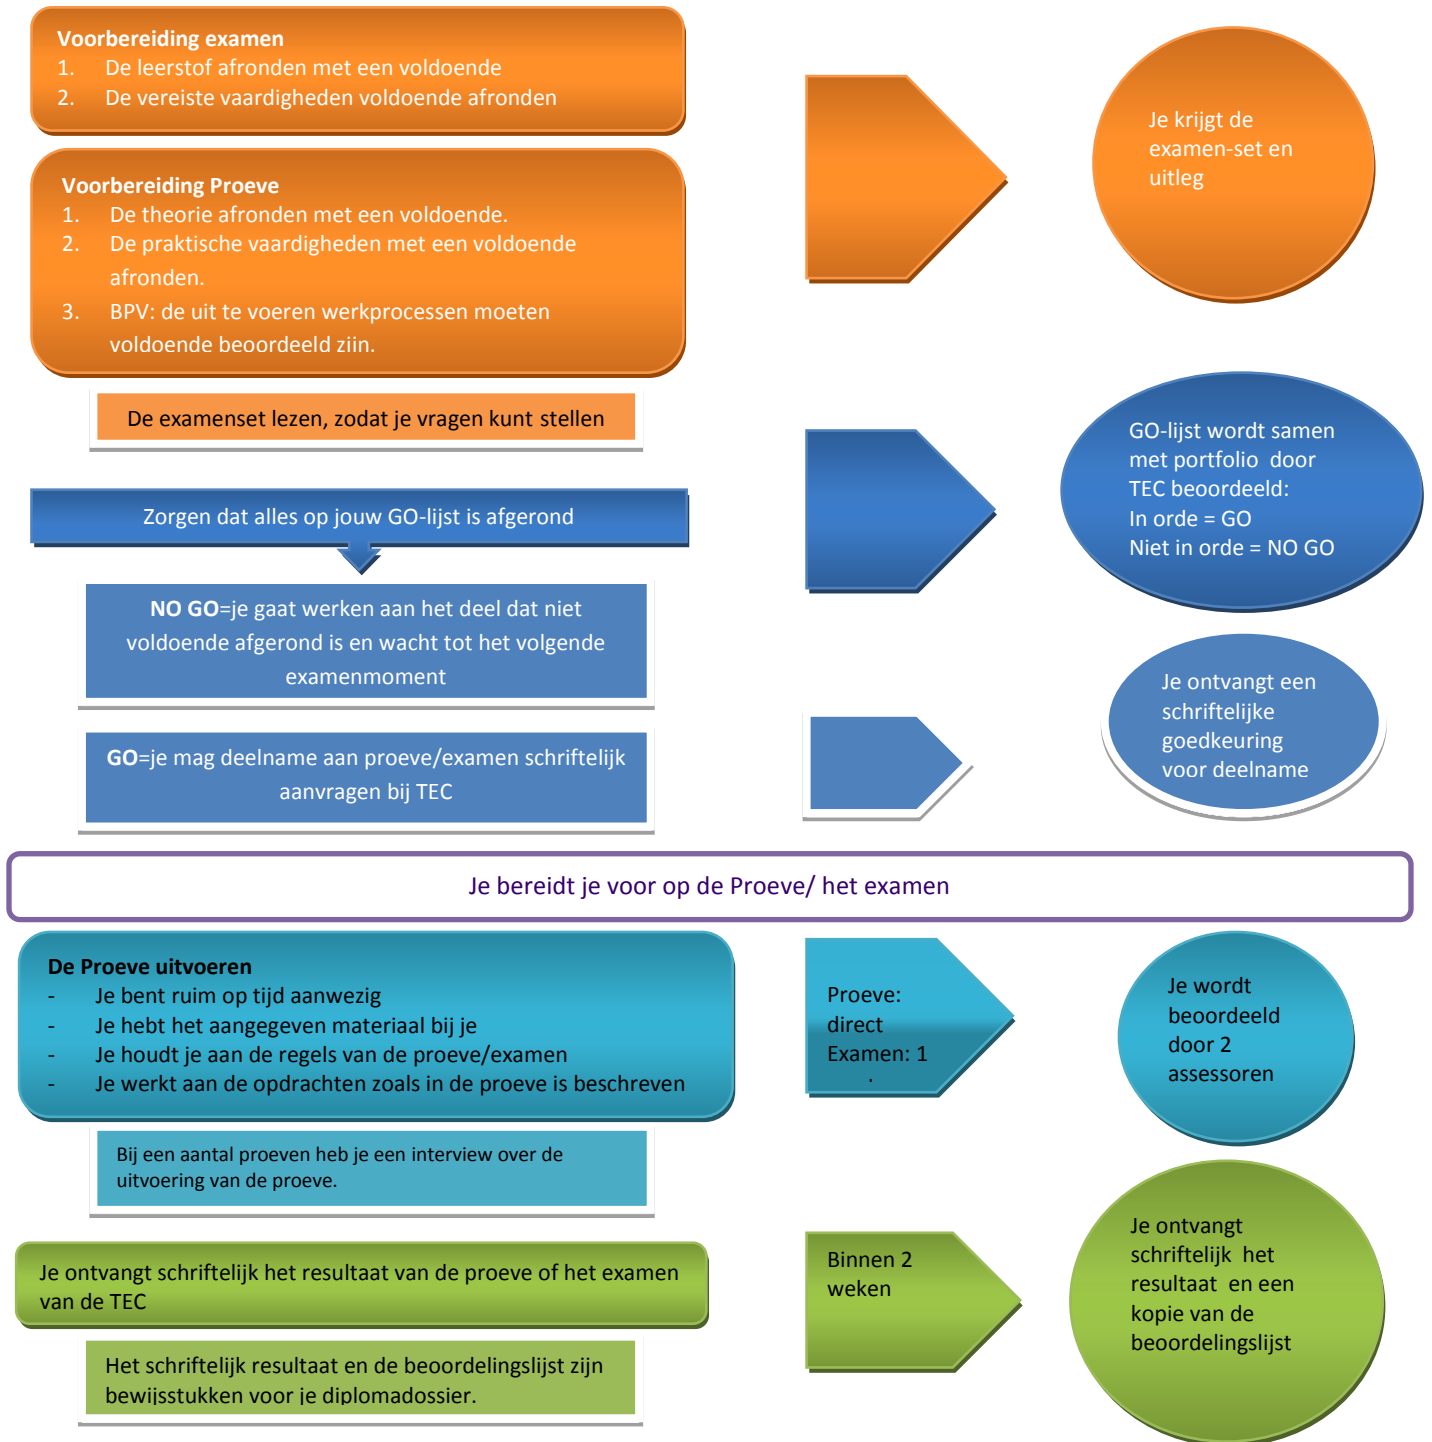 Voorbereiding examen
1. De leerstof afronden met een voldoende
2. De vereiste vaardigheden voldoende afronden
Je krijgt de
examen-set en
uitleg
Voorbereiding Proeve
1. De theorie afronden met een voldoende.
2. De praktische vaardigheden met een voldoende
afronden.
3. BPV: de uit te voeren werkprocessen moeten
voldoende beoordeeld zijn.
De examenset lezen, zodat je vragen kunt stellen
Zorgen dat alles op jouw GO-lijst is afgerond
GO-lijst wordt samen
met portfolio door
TEC beoordeeld:
In orde = GO
Niet in orde = NO GO
NO GO=je gaat werken aan het deel dat niet
voldoende afgerond is en wacht tot het volgende
examenmoment
GO=je mag deelname aan proeve/examen schriftelijk
aanvragen bij TEC
Je ontvangt een
schriftelijke
goedkeuring
voor deelname
Je bereidt je voor op de Proeve/ het examen
De Proeve uitvoeren
- Je bent ruim op tijd aanwezig
- Je hebt het aangegeven materiaal bij je
- Je houdt je aan de regels van de proeve/examen
- Je werkt aan de opdrachten zoals in de proeve is beschreven
Proeve:
direct
Examen: 1
Je wordt
beoordeeld
door 2
assessoren
Bij een aantal proeven heb je een interview over de
uitvoering van de proeve.
Je ontvangt schriftelijk het resultaat van de proeve of het examen
van de TEC
Binnen 2
weken
Je ontvangt
schriftelijk het
resultaat en een
kopie van de
beoordelingslijst
Het schriftelijk resultaat en de beoordelingslijst zijn
bewijsstukken voor je diplomadossier.